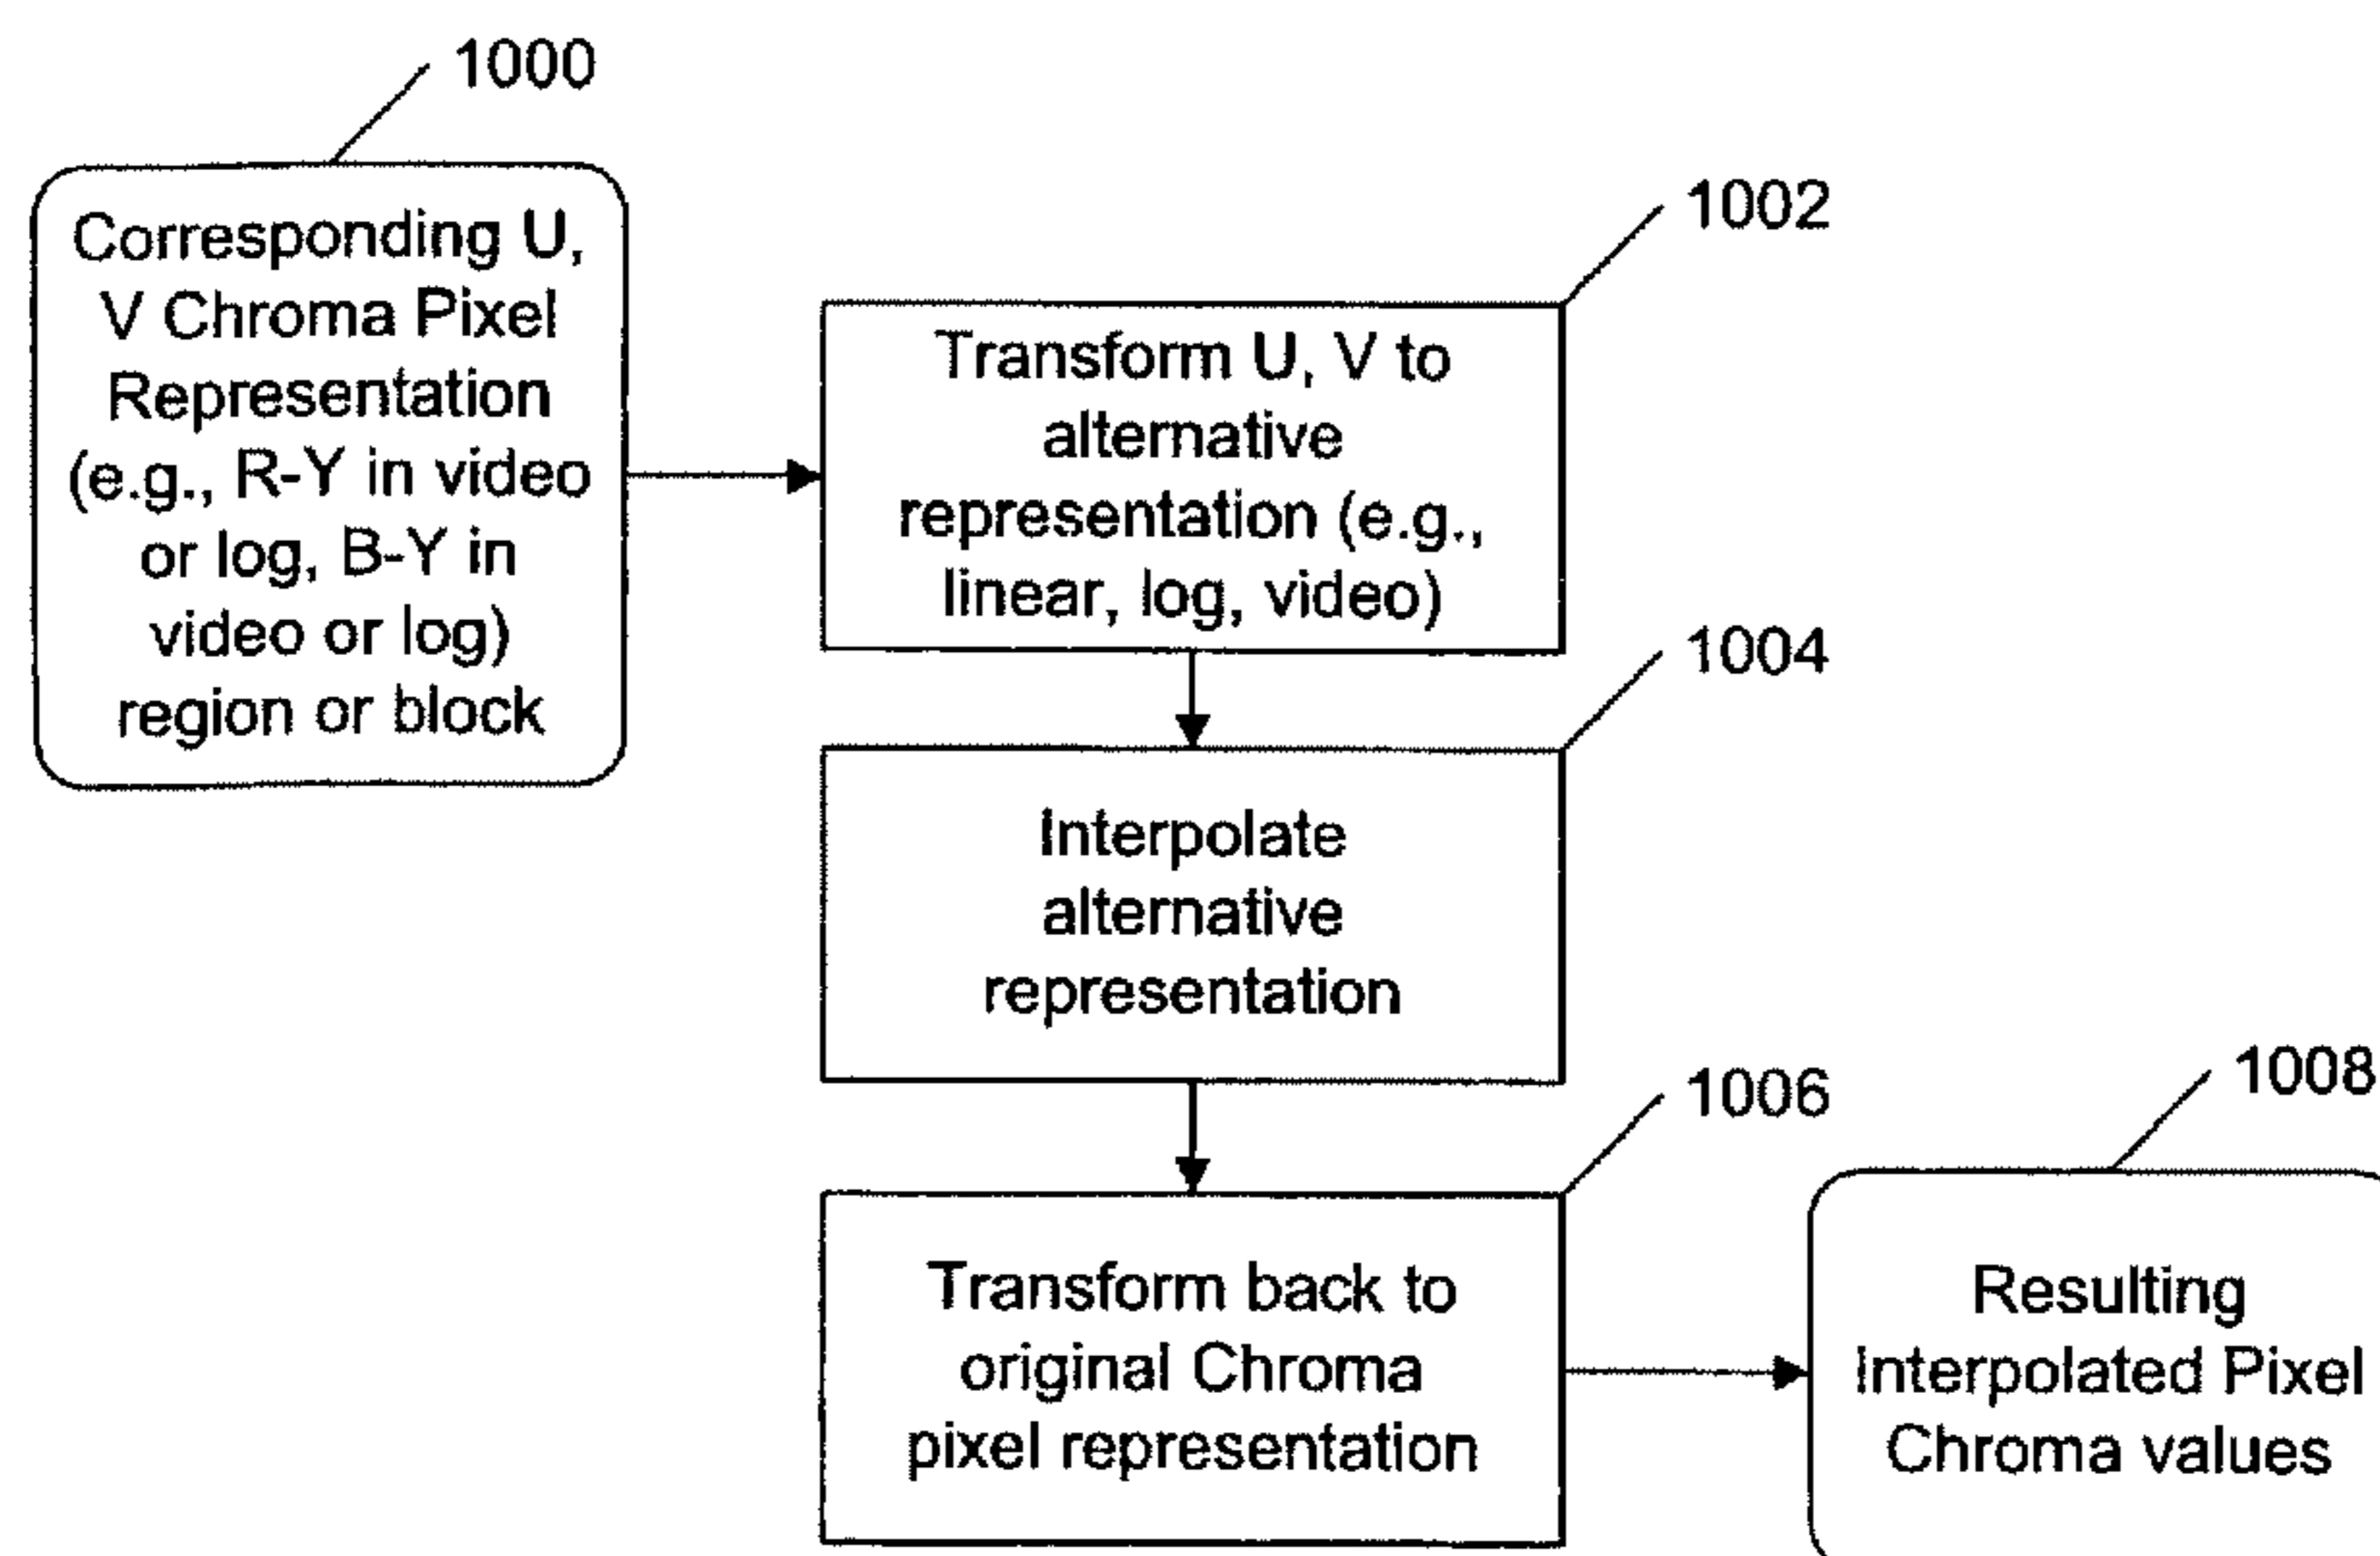 1000
Corresponding U,
V Chroma Pixel
Representation
(e.g., R-Y in video
or log, B-Y in
video or log)
region or block
1002
Transform U, V to
alternative
representation (e.g.,
linear, log, video)
1004
Interpolate
alternative
representation
1006
Transform back to
original Chroma
pixel representation
1008
Resulting
Interpolated Pixel
Chroma values